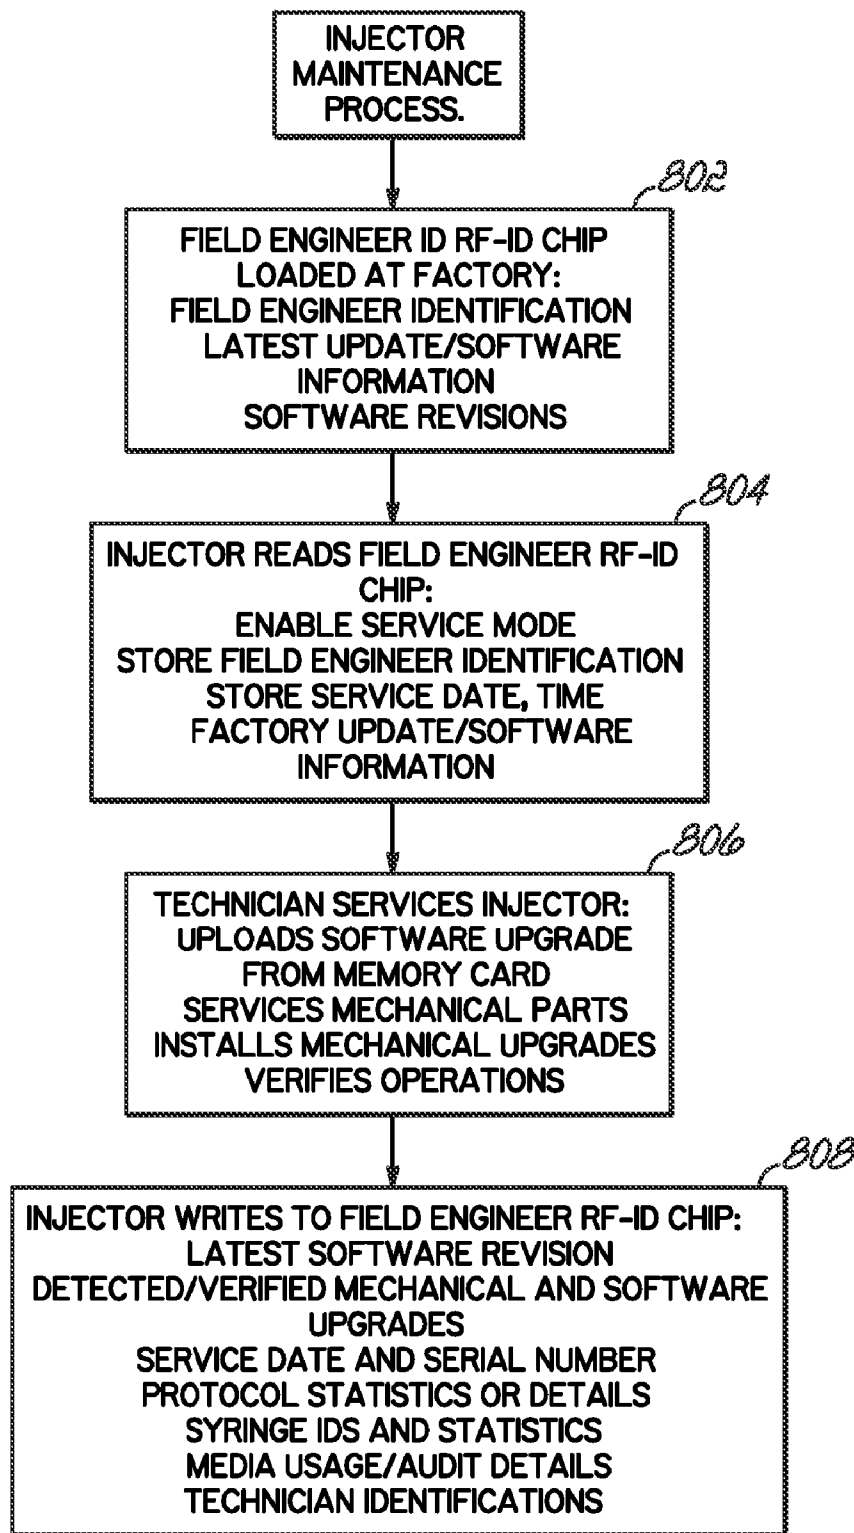 INJECTOR
MAINTENANCE
PROCESS.
802
FIELD ENGINEER ID RF-ID CHIP
LOADED AT FACTORY:
FIELD ENGINEER IDENTIFICATION
LATEST UPDATE/SOFTWARE
INFORMATION
SOFTWARE REVISIONS
804
INJECTOR READS FIELD ENGINEER RF-ID
CHIP:
ENABLE SERVICE MODE
STORE FIELD ENGINEER IDENTIFICATION
STORE SERVICE DATE, TIME
FACTORY UPDATE/SOFTWARE
INFORMATION
806
TECHNICIAN SERVICES INJECTOR:
UPLOADS SOFTWARE UPGRADE
FROM MEMORY CARD
SERVICES MECHANICAL PARTS
INSTALLS MECHANICAL UPGRADES
VERIFIES OPERATIONS
808
INJECTOR WRITES TO FIELD ENGINEER RF-ID CHIP:
LATEST SOFTWARE REVISION
DETECTED/VERIFIED MECHANICAL AND SOFTWARE
UPGRADES
SERVICE DATE AND SERIAL NUMBER
PROTOCOL STATISTICS OR DETAILS
SYRINGE IDS AND STATISTICS
MEDIA USAGE/AUDIT DETAILS
TECHNICIAN IDENTIFICATIONS